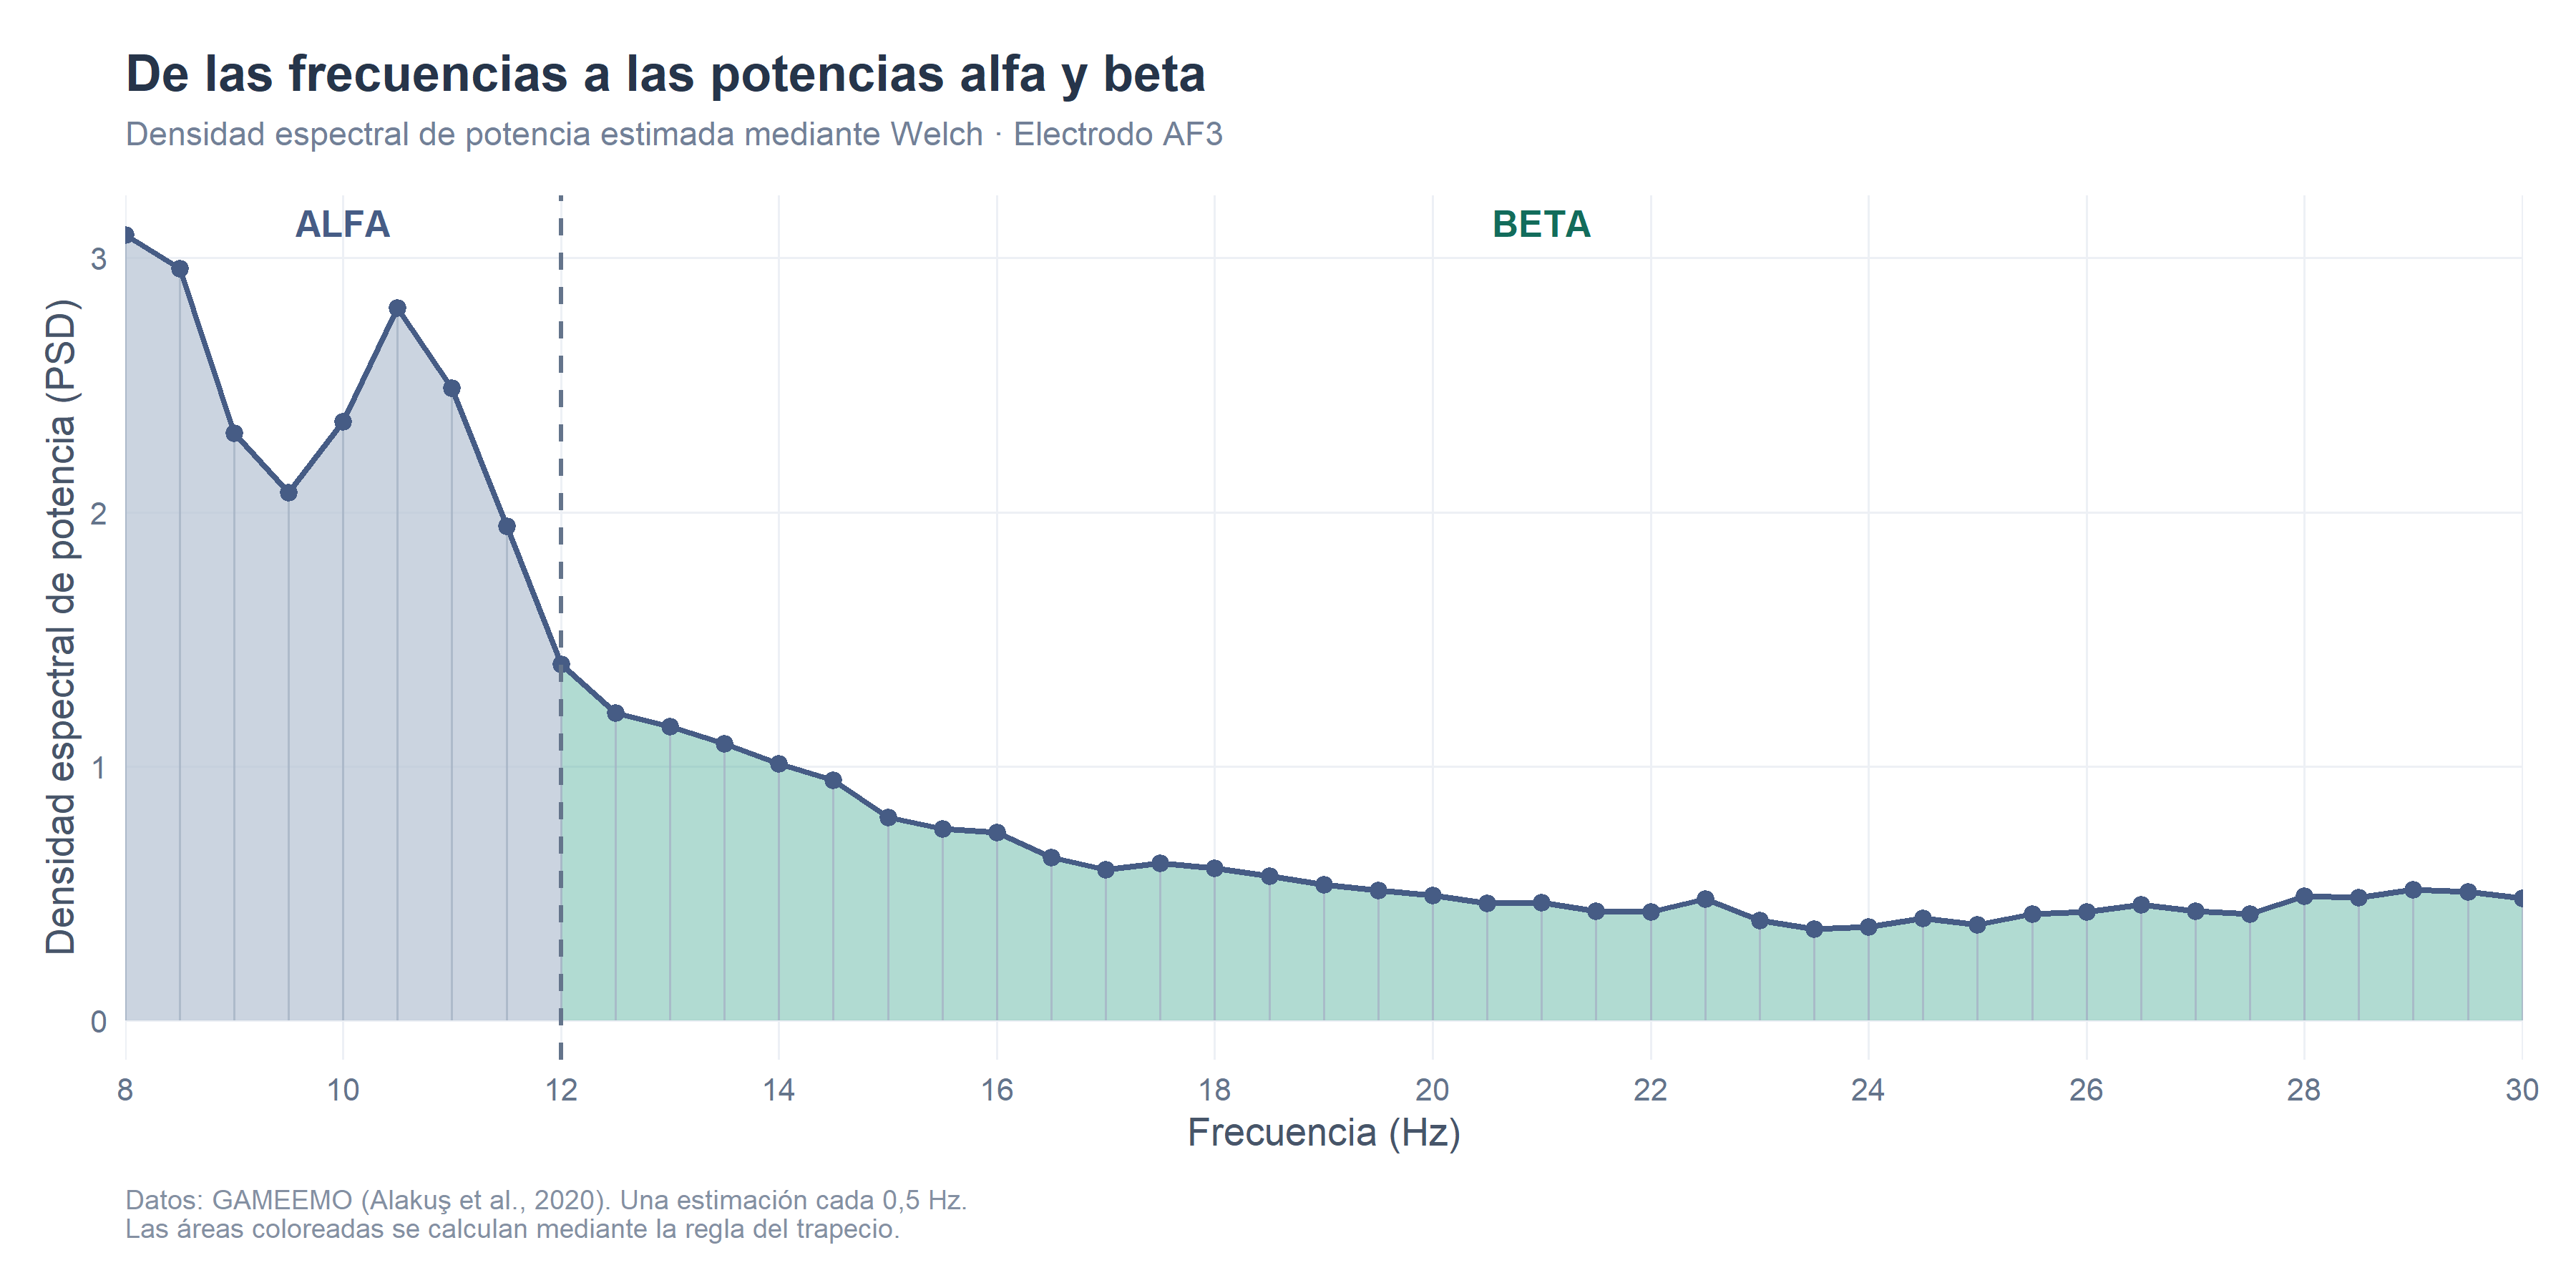 De las frecuencias a las potencias alfa y beta
Densidad espectral de potencia estimada mediante Welch · Electrodo AF3
ALFA
BETA
Densidad espectral de potencia (PSD)
3
2
1
0
8 10 12 14 16 18 20 22 24 26 28 30
Frecuencia (Hz)
Datos: GAMEEMO (Alakuş et al., 2020). Una estimación cada 0,5 Hz.
Las áreas coloreadas se calculan mediante la regla del trapecio.